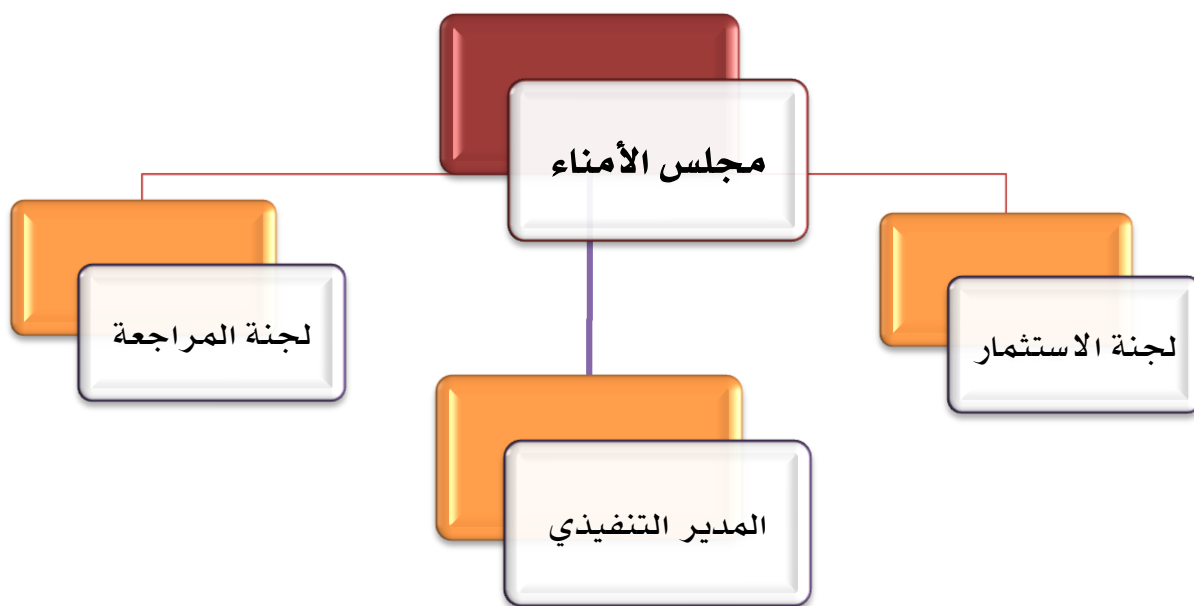 مجلس الأمناء
لجنة الاستثمار
لجنة المراجعة
المدير التنفيذي